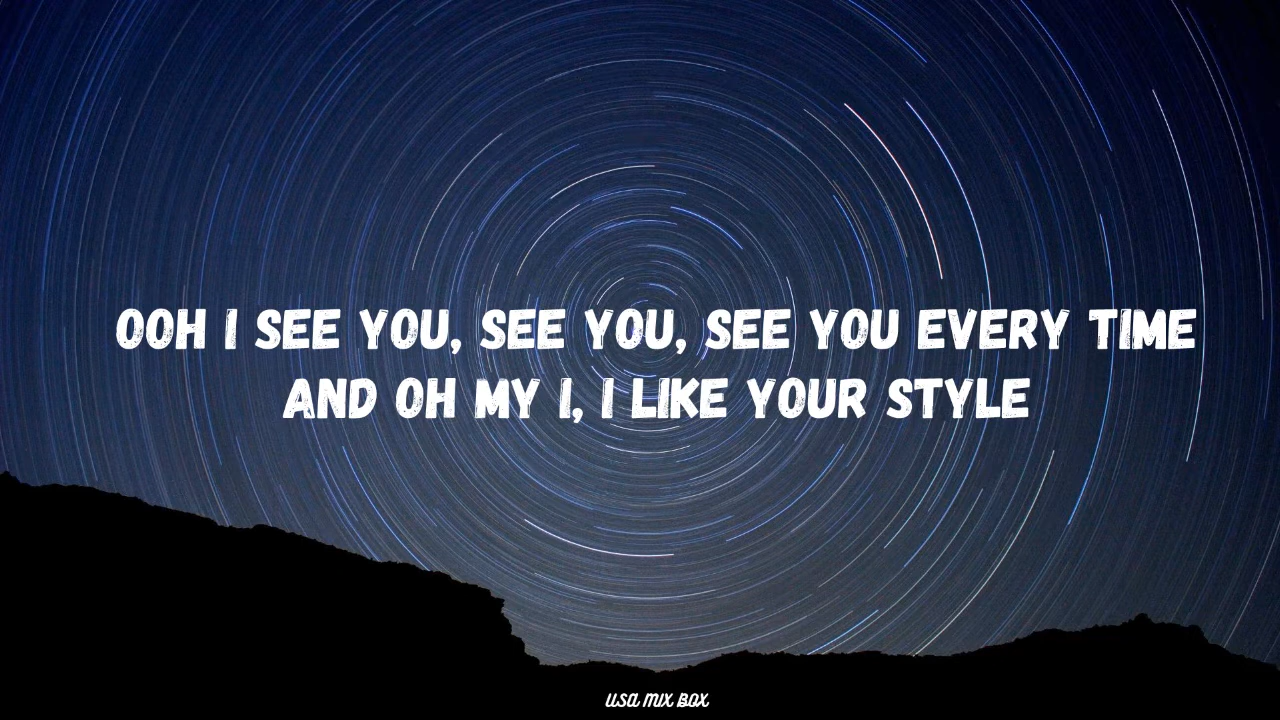 OOH I SEE YOU, SEE YOU, SEE YOU EVERY TIME
AND OH MY I, I LIKE YOUR STYLE
USA MIX BOX